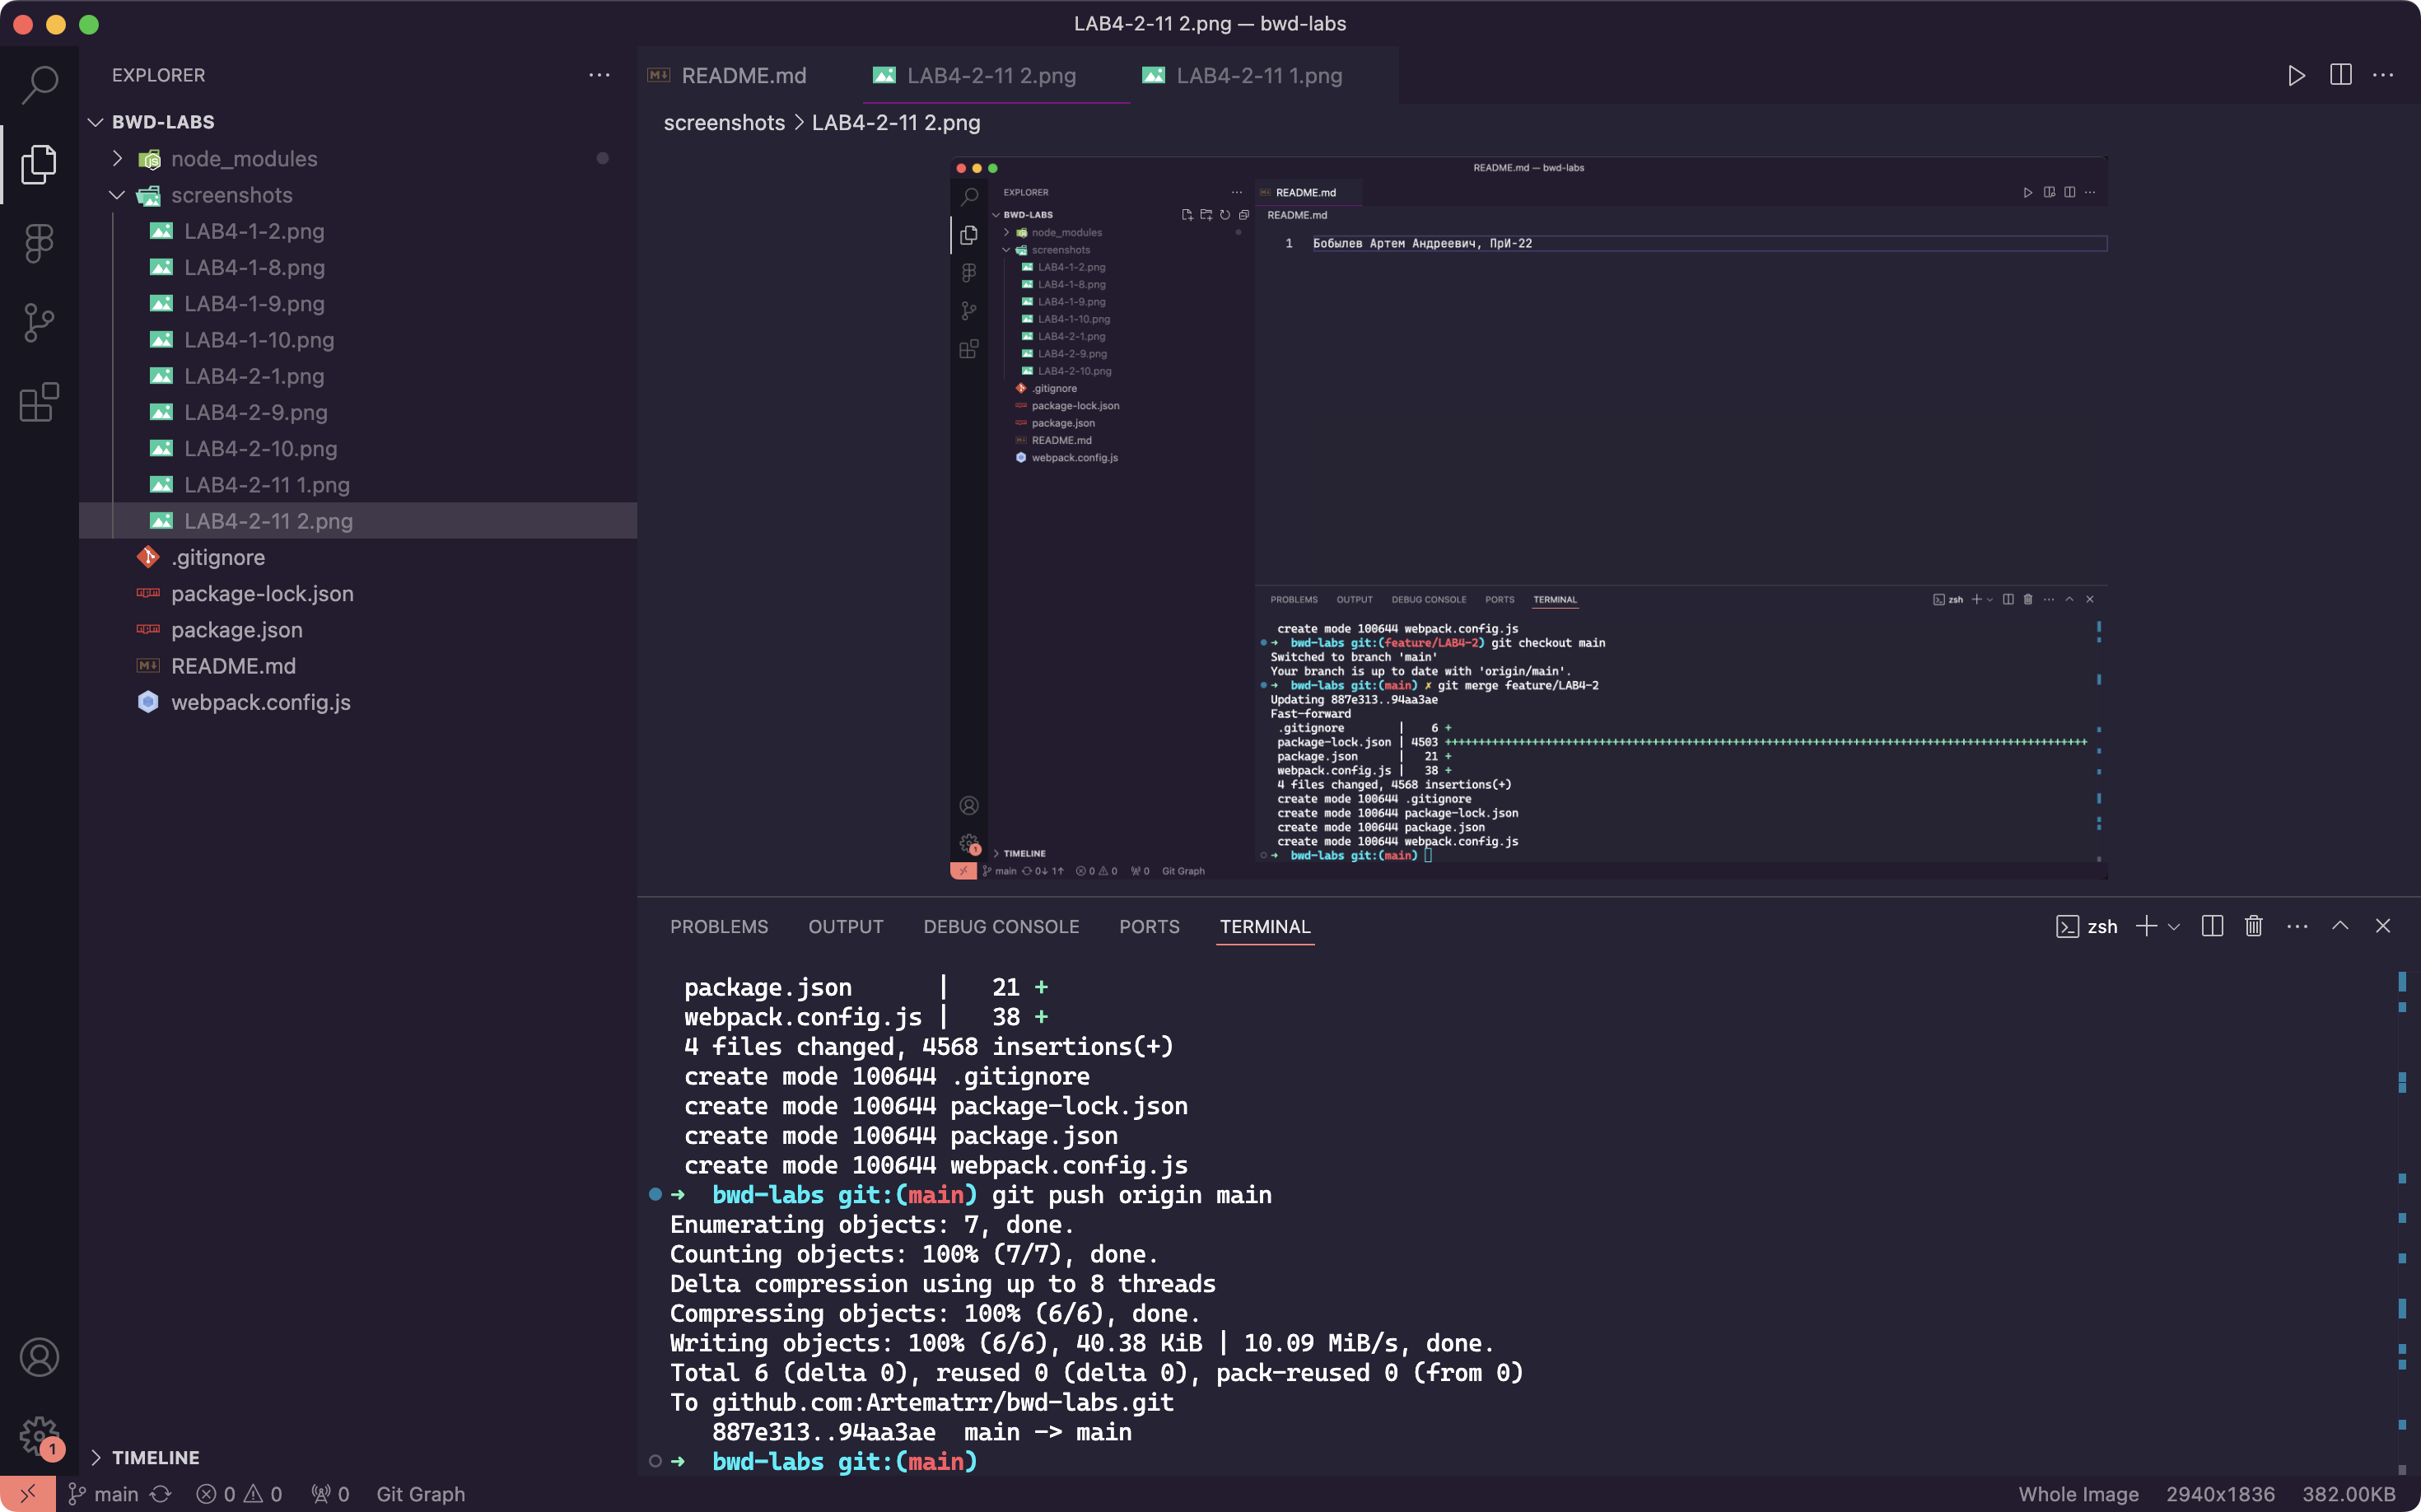 LAB4-2-11 2.png — bwd-labs
EXPLORER
BWD-LABS
node_modules
screenshots
LAB4-1-2.png
LAB4-1-8.png
LAB4-1-9.png
LAB4-1-10.png
LAB4-2-1.png
LAB4-2-9.png
LAB4-2-10.png
LAB4-2-11 1.png
LAB4-2-11 2.png
.gitignore
package-lock.json
package.json
README.md
webpack.config.js
TIMELINE
README.md
LAB4-2-11 2.png
LAB4-2-11 1.png
screenshots > LAB4-2-11 2.png
README.md — bwd-labs
EXPLORER
BWD-LABS
node_modules
screenshots
LAB4-1-2.png
LAB4-1-8.png
LAB4-1-9.png
LAB4-1-10.png
LAB4-2-1.png
LAB4-2-9.png
LAB4-2-10.png
.gitignore
package-lock.json
package.json
README.md
webpack.config.js
TIMELINE
README.md
README.md
1 Бобылев Артем Андреевич, ПрИ-22
PROBLEMS OUTPUT DEBUG CONSOLE PORTS TERMINAL
zsh
create mode 100644 webpack.config.js
➜ bwd-labs git:(feature/LAB4-2) git checkout main
Switched to branch 'main'
Your branch is up to date with 'origin/main'.
➜ bwd-labs git:(main) ✗ git merge feature/LAB4-2
Updating 887e313..94aa3ae
Fast-forward
.gitignore | 6 +
package-lock.json | 4503 ++++++++++++++++++++++++++++++++++++++++++++++++++++++++++++++++++++++++++++++++++++++++++++++++
package.json | 21 +
webpack.config.js | 38 +
4 files changed, 4568 insertions(+)
create mode 100644 .gitignore
create mode 100644 package-lock.json
create mode 100644 package.json
create mode 100644 webpack.config.js
➜ bwd-labs git:(main)
main 0↓ 1↑ 0 0 0 Git Graph
1
PROBLEMS OUTPUT DEBUG CONSOLE PORTS TERMINAL
zsh
package.json | 21 +
webpack.config.js | 38 +
4 files changed, 4568 insertions(+)
create mode 100644 .gitignore
create mode 100644 package-lock.json
create mode 100644 package.json
create mode 100644 webpack.config.js
➜ bwd-labs git:(main) git push origin main
Enumerating objects: 7, done.
Counting objects: 100% (7/7), done.
Delta compression using up to 8 threads
Compressing objects: 100% (6/6), done.
Writing objects: 100% (6/6), 40.38 KiB | 10.09 MiB/s, done.
Total 6 (delta 0), reused 0 (delta 0), pack-reused 0 (from 0)
To github.com:Artematrr/bwd-labs.git
887e313..94aa3ae main -> main
➜ bwd-labs git:(main)
1
main 0 0 0 Git Graph
Whole Image 2940x1836 382.00KB